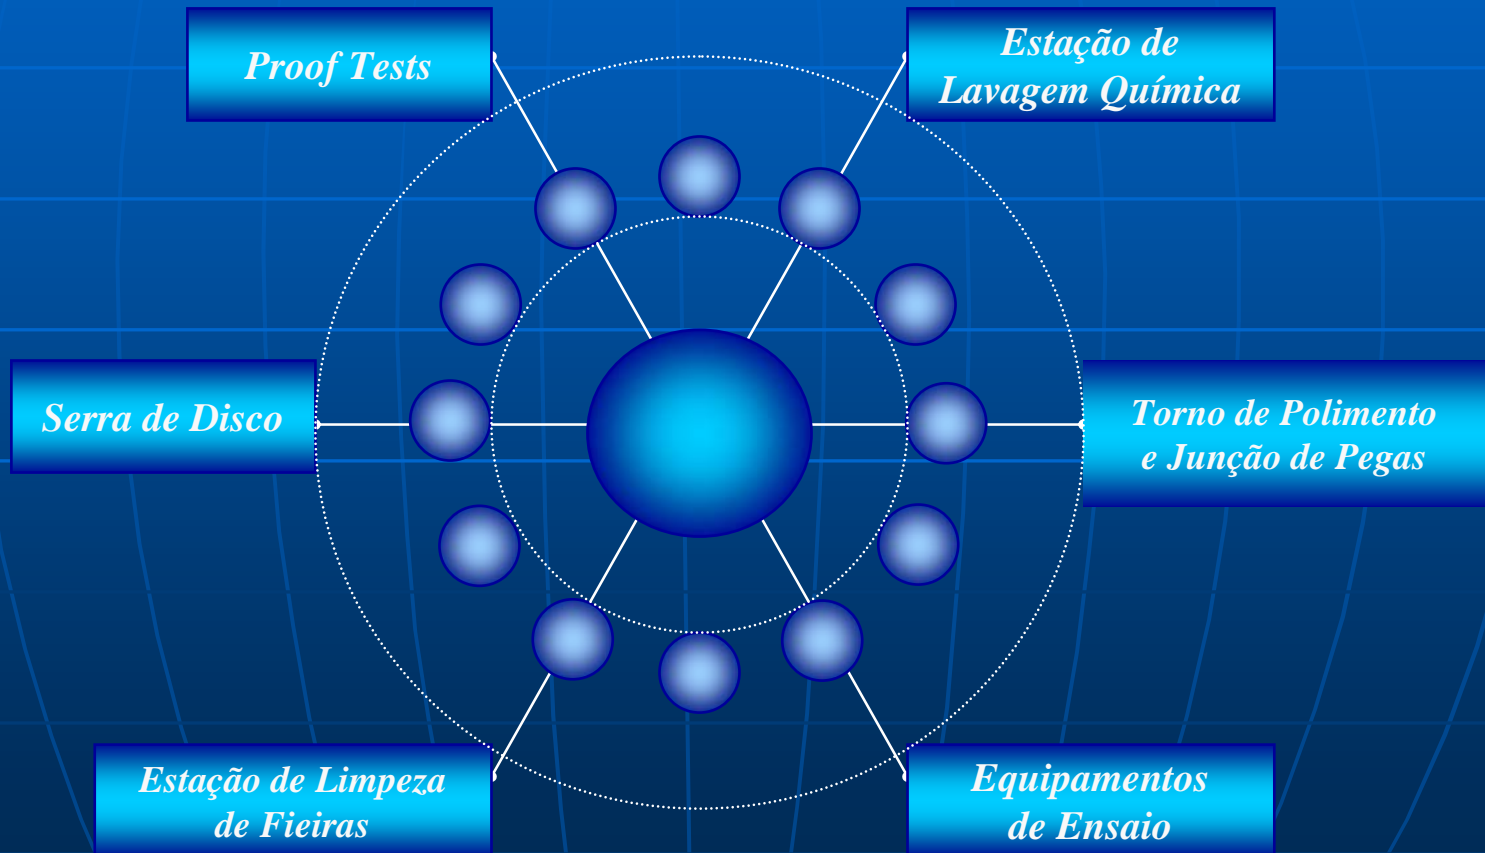 Proof Tests
Estação de
Lavagem Química
Serra de Disco
Torno de Polimento
e Junção de Pegas
Estação de Limpeza
de Fieiras
Equipamentos
de Ensaio